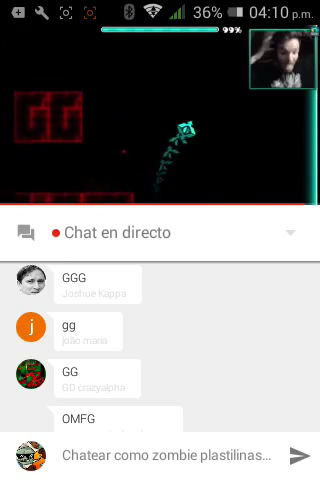 36% 04:10 p.m.
99%
GG
Chat en directo
GGG
Joshue Kappa
j
gg
joão maria
GG
GD crazyalpha
OMFG
Chatear como zombie plastilinas...